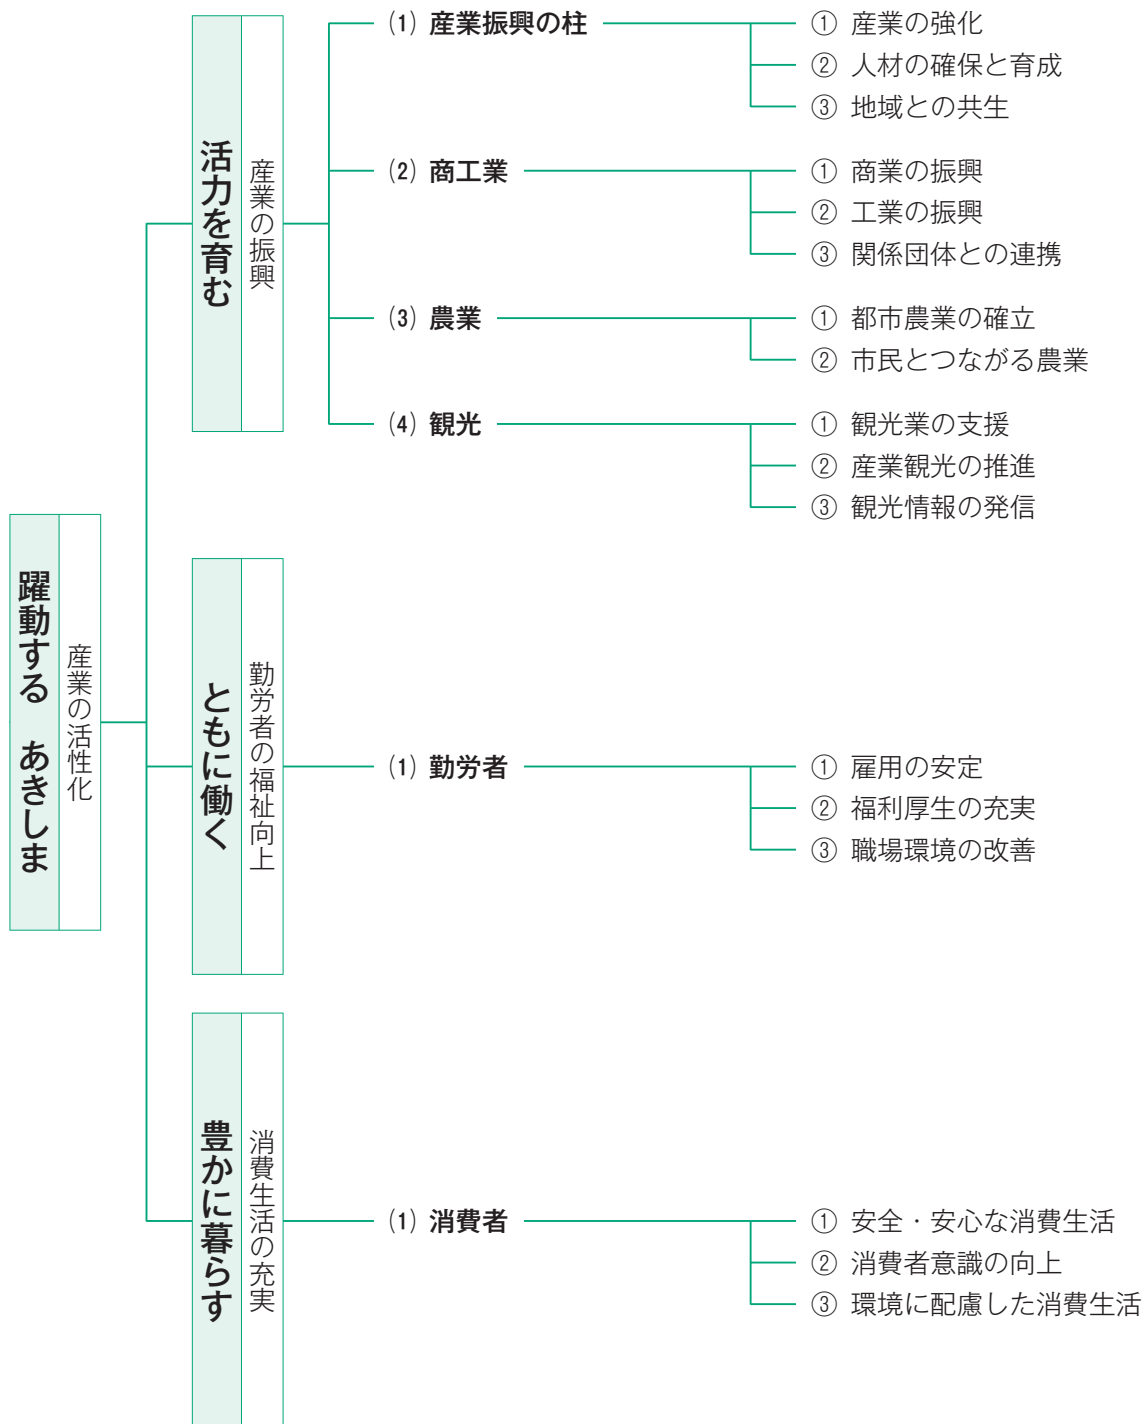 躍動する あきしま
産業の活性化
活力を育む
産業の振興
(1) 産業振興の柱
① 産業の強化
② 人材の確保と育成
③ 地域との共生
(2) 商工業
① 商業の振興
② 工業の振興
③ 関係団体との連携
(3) 農業
① 都市農業の確立
② 市民とつながる農業
(4) 観光
① 観光業の支援
② 産業観光の推進
③ 観光情報の発信
ともに働く
勤労者の福祉向上
(1) 勤労者
① 雇用の安定
② 福利厚生の充実
③ 職場環境の改善
豊かに暮らす
消費生活の充実
(1) 消費者
① 安全・安心な消費生活
② 消費者意識の向上
③ 環境に配慮した消費生活